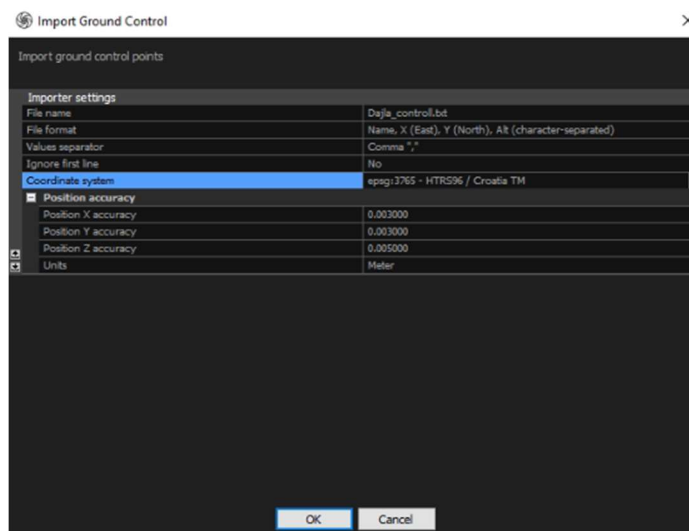 Import Ground Control
Import ground control points
Importer settings
File name Dajla_controll.txt
File format Name, X (East), Y (North), Alt (character-separated)
Values separator Comma ","
Ignore first line No
Coordinate system epsg:3765 - HTRS96 / Croatia TM
Position accuracy
Position X accuracy 0.003000
Position Y accuracy 0.003000
Position Z accuracy 0.005000
Units Meter
OK Cancel